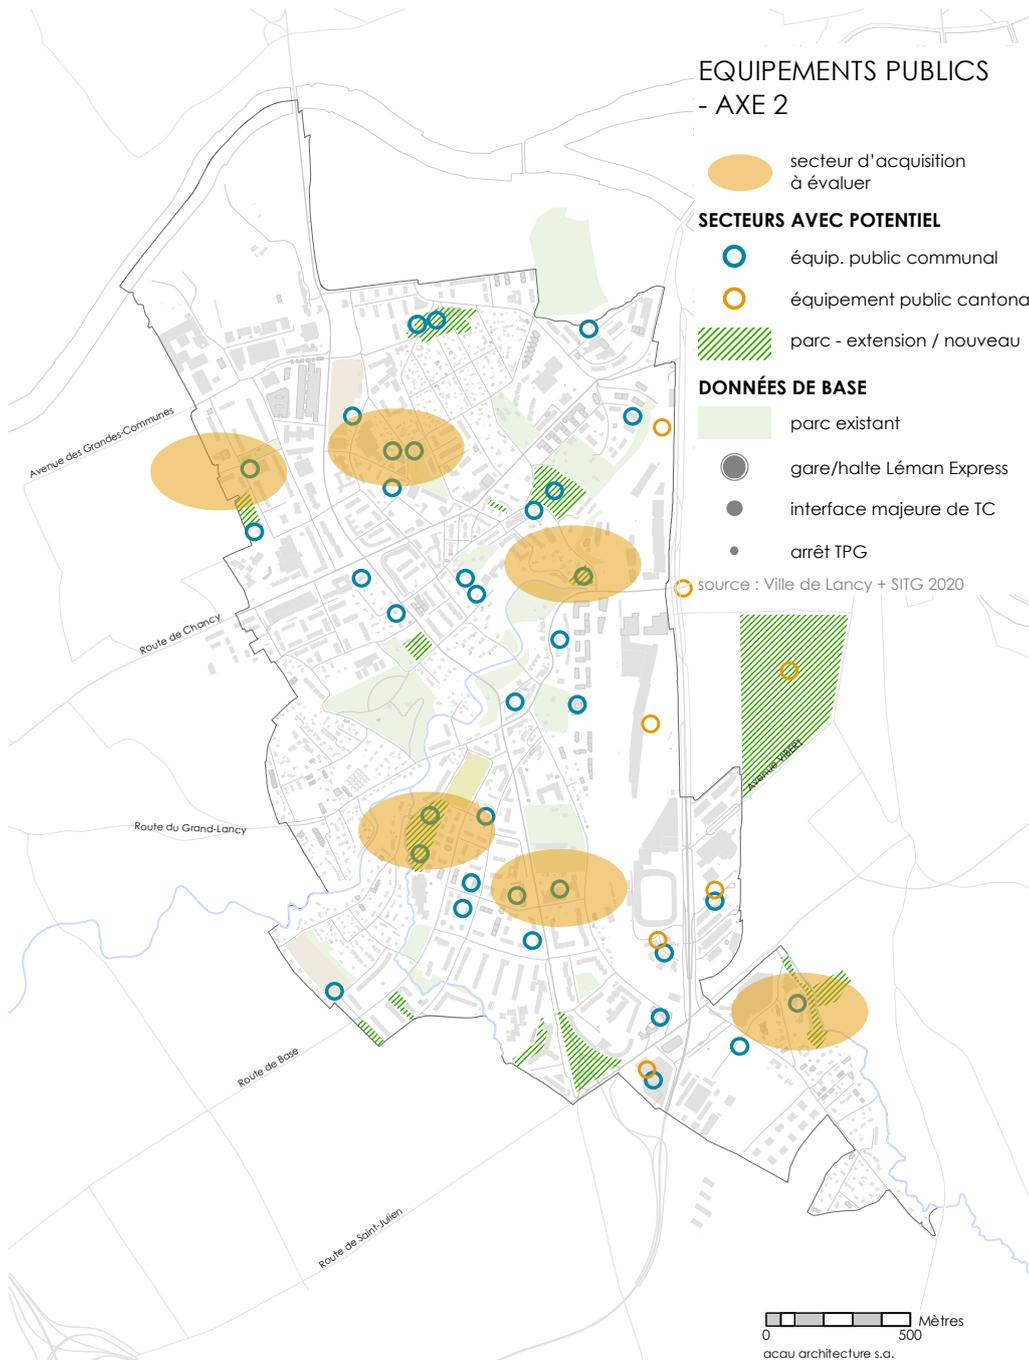 EQUIPEMENTS PUBLICS
- AXE 2
secteur d'acquisition
à évaluer
SECTEURS AVEC POTENTIEL
équip. public communal
équipement public cantona
parc - extension / nouveau
DONNÉES DE BASE
parc existant
gare/halte Léman Express
interface majeure de TC
arrêt TPG
source : Ville de Lancy + SITG 2020
Avenue des Grandes-Communes
Route de Chancy
Avenue VIBERT
Route du Grand-Lancy
Route de Base
Route de Saint-Julien
Mètres
0 500
acau architecture s.a.